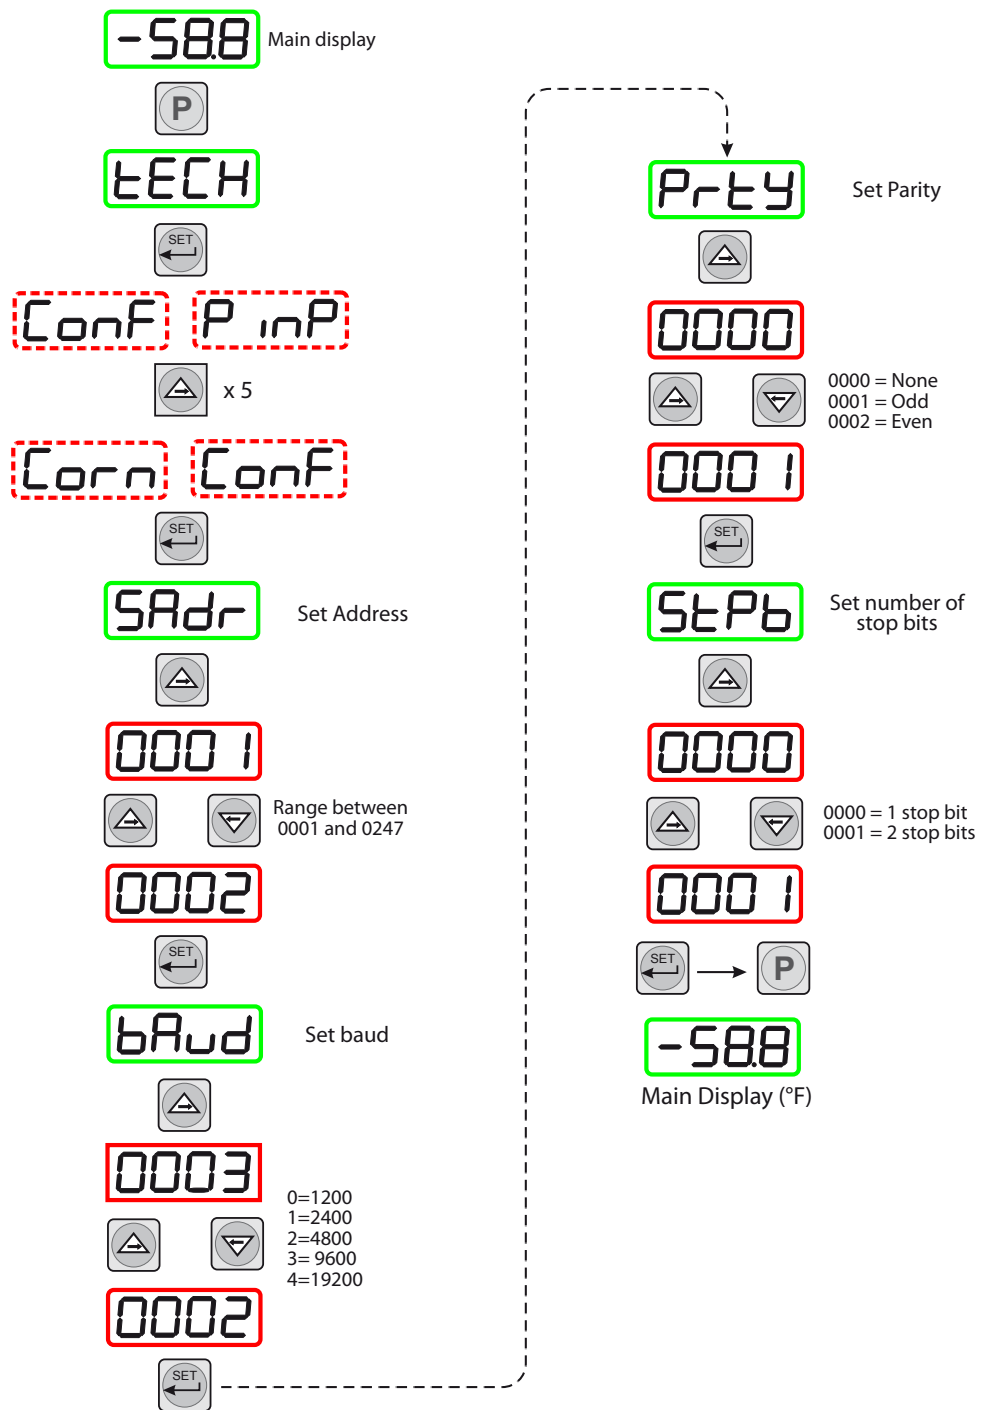 -58.8
Main display
P
tECH
SET
ConF
P inP
x 5
Corn
ConF
SET
SAdr
Set Address
0001
Range between
0001 and 0247
0002
SET
bAud
Set baud
0003
0=1200
1=2400
2=4800
3= 9600
4=19200
0002
SET
PrtY
Set Parity
0000
0000 = None
0001 = Odd
0002 = Even
0001
SET
StPb
Set number of
stop bits
0000
0000 = 1 stop bit
0001 = 2 stop bits
0001
SET
P
-58.8
Main Display (°F)